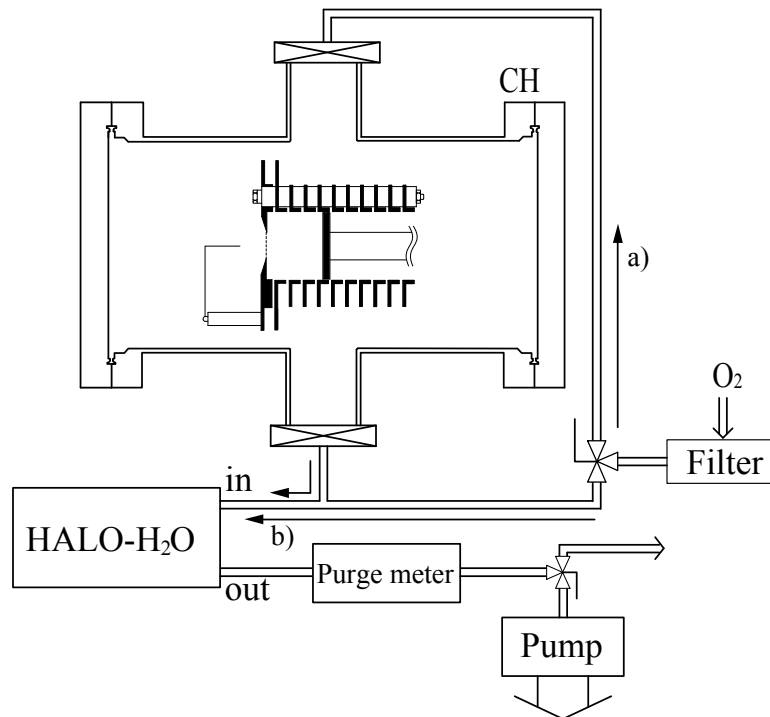 CH
a)
O₂
Filter
in
HALO-H₂O
b)
out
Purge meter
Pump